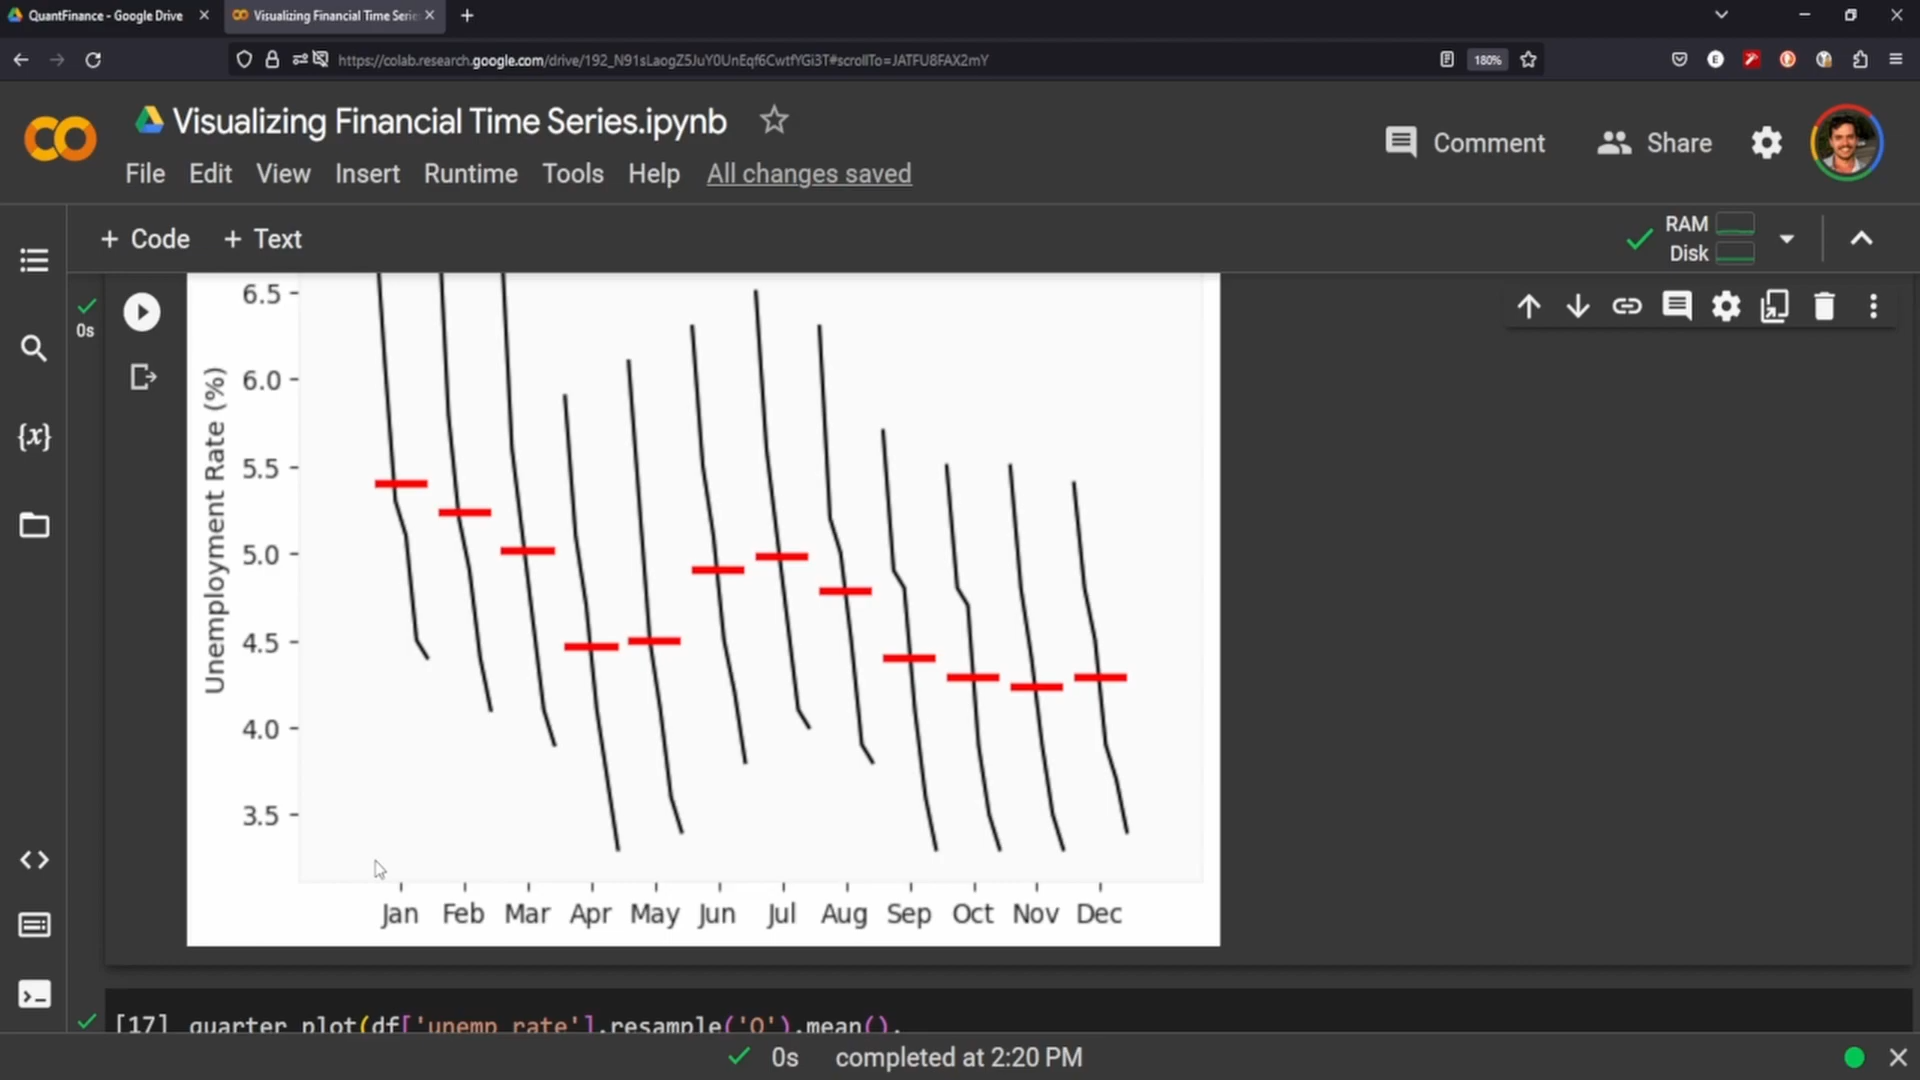 QuantFinance - Google Drive
Visualizing Financial Time Serie
https://colab.research.google.com/drive/192_N91sLaogZ5JuY0UnEqf6CwtfYGi3T#scrollTo=JATFU8FAX2mY
180%
Visualizing Financial Time Series.ipynb
Comment
Share
File Edit View Insert Runtime Tools Help All changes saved
+ Code + Text
RAM
Disk
0s
{x}
Unemployment Rate (%)
6.5
6.0
5.5
5.0
4.5
4.0
3.5
Jan Feb Mar Apr May Jun Jul Aug Sep Oct Nov Dec
[17] quarter_plot(df['unemp_rate'].resample('Q').mean(),
0s completed at 2:20 PM